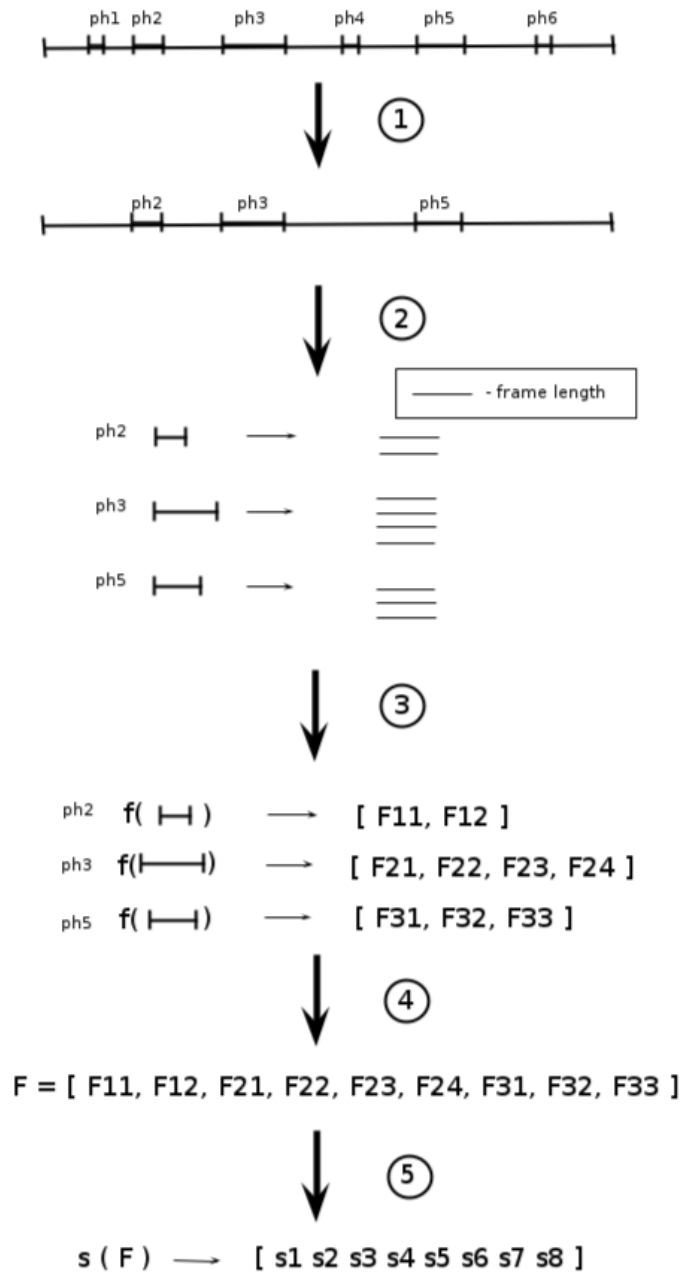 ph1 ph2 ph3 ph4 ph5 ph6
1
ph2 ph3 ph5
2
- frame length
ph2
ph3
ph5
3
ph2 f( ) [ F11, F12 ]
ph3 f( ) [ F21, F22, F23, F24 ]
ph5 f( ) [ F31, F32, F33 ]
4
F = [ F11, F12, F21, F22, F23, F24, F31, F32, F33 ]
5
s ( F ) [ s1 s2 s3 s4 s5 s6 s7 s8 ]